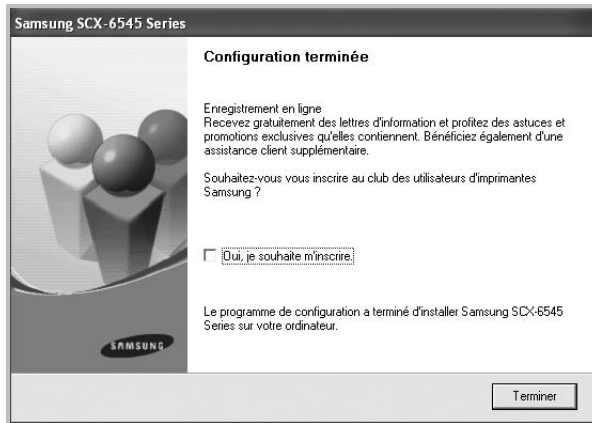 Samsung SCX-6545 Series
Configuration terminée
Enregistrement en ligne
Recevez gratuitement des lettres d'information et profitez des astuces et
promotions exclusives qu'elles contiennent. Bénéficiez également d'une
assistance client supplémentaire.
Souhaitez-vous vous inscrire au club des utilisateurs d'imprimantes
Samsung ?
Oui, je souhaite m'inscrire.
Le programme de configuration a terminé d'installer Samsung SCX-6545
Series sur votre ordinateur.
SAMSUNG
Terminer